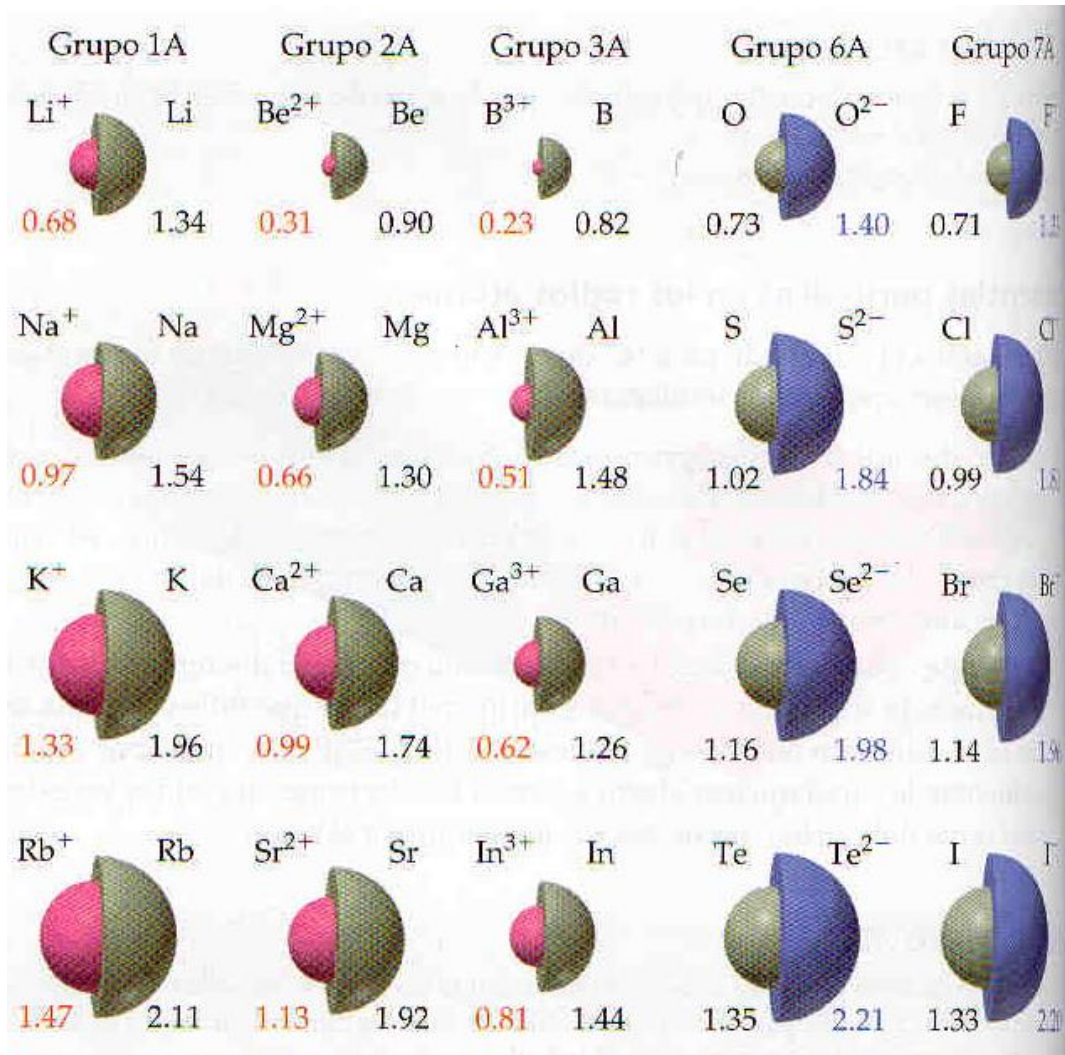 Grupo 1A Grupo 2A Grupo 3A Grupo 6A Grupo 7A
Li⁺ Li Be²⁺ Be B³⁺ B O O²⁻ F F
0.68 1.34 0.31 0.90 0.23 0.82 0.73 1.40 0.71
Na⁺ Na Mg²⁺ Mg Al³⁺ Al S S²⁻ Cl
0.97 1.54 0.66 1.30 0.51 1.48 1.02 1.84 0.99
K⁺ K Ca²⁺ Ca Ga³⁺ Ga Se Se²⁻ Br
1.33 1.96 0.99 1.74 0.62 1.26 1.16 1.98 1.14 1.96
Rb⁺ Rb Sr²⁺ Sr In³⁺ In Te Te²⁻ I
1.47 2.11 1.13 1.92 0.81 1.44 1.35 2.21 1.33 2.20